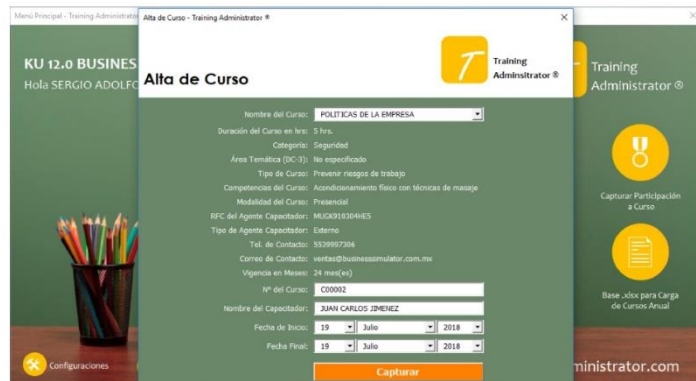 Menú Principal - Training Administrator
Alta de Curso - Training Administrator ®
KU 12.0 BUSINES
Hola SERGIO ADOLFO
Alta de Curso
T
Training
Adminsitrator ®
Training
Administrator ®
Nombre del Curso: POLITICAS DE LA EMPRESA
Duración del Curso en hrs: 5 hrs.
Categoría: Seguridad
Área Temática (DC-3): No especificado
Tipo de Curso: Prevenir riesgos de trabajo
Competencias del Curso: Acondicionamiento físico con técnicas de masaje
Modalidad del Curso: Presencial
RFC del Agente Capacitador: MUGK910304HE5
Tipo de Agente Capacitador: Externo
Tel. de Contacto: 5539997304
Correo de Contacto: ventas@businesssimulator.com.mx
Vigencia en Meses: 24 mes(es)
Nº del Curso: C00002
Nombre del Capacitador: JUAN CARLOS JIMENEZ
Fecha de Inicio: 19 Julio 2018
Fecha Final: 19 Julio 2018
Capturar
Capturar Participación
a Curso
Base .xlsx para Carga
de Cursos Anual
Configuraciones
ministrator.com